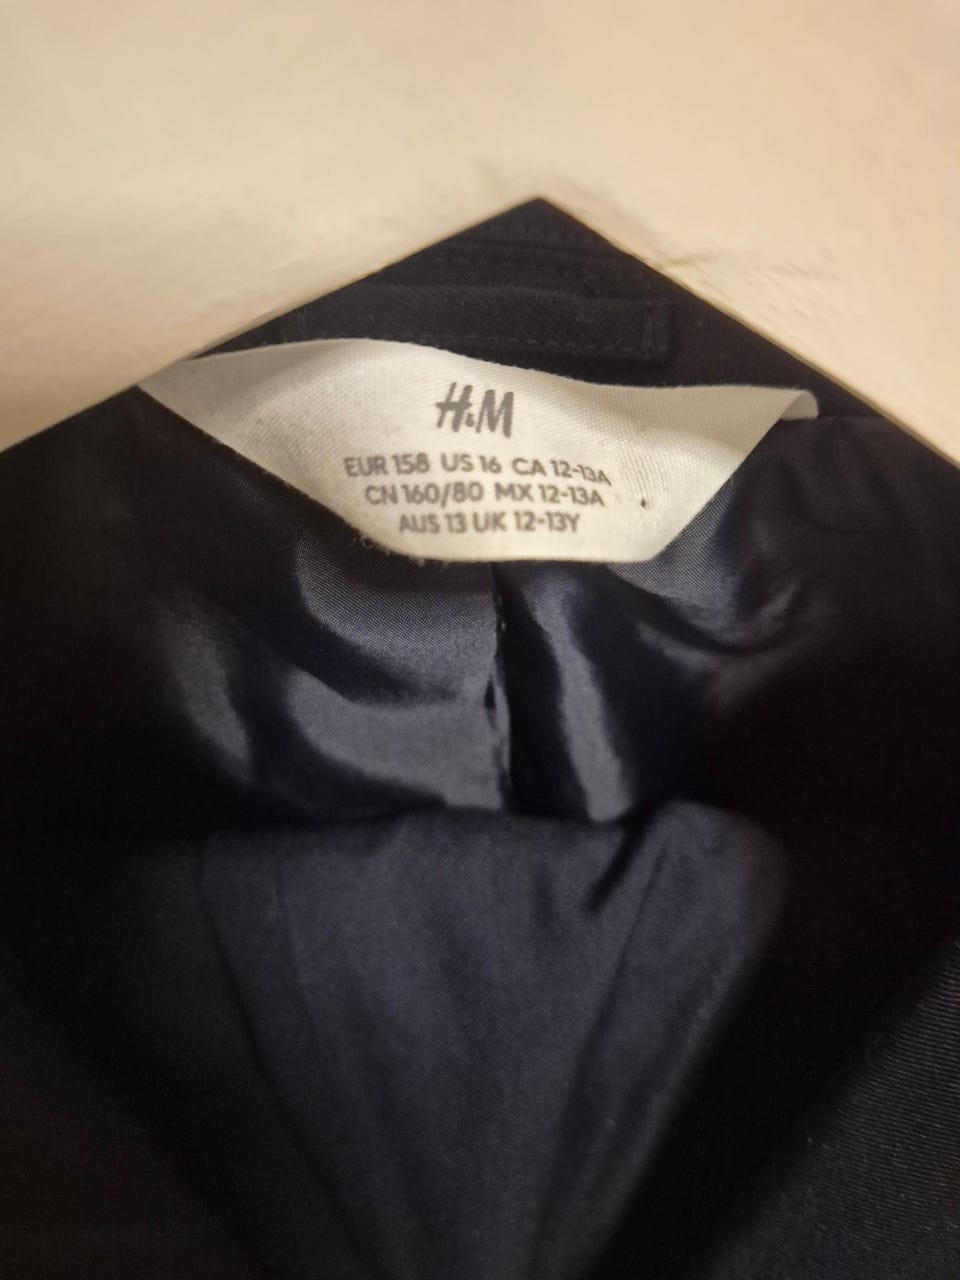 H&M
EUR 158 US 16 CA 12-13A
CN 160/80 MX 12-13A
AUS 13 UK 12-13Y